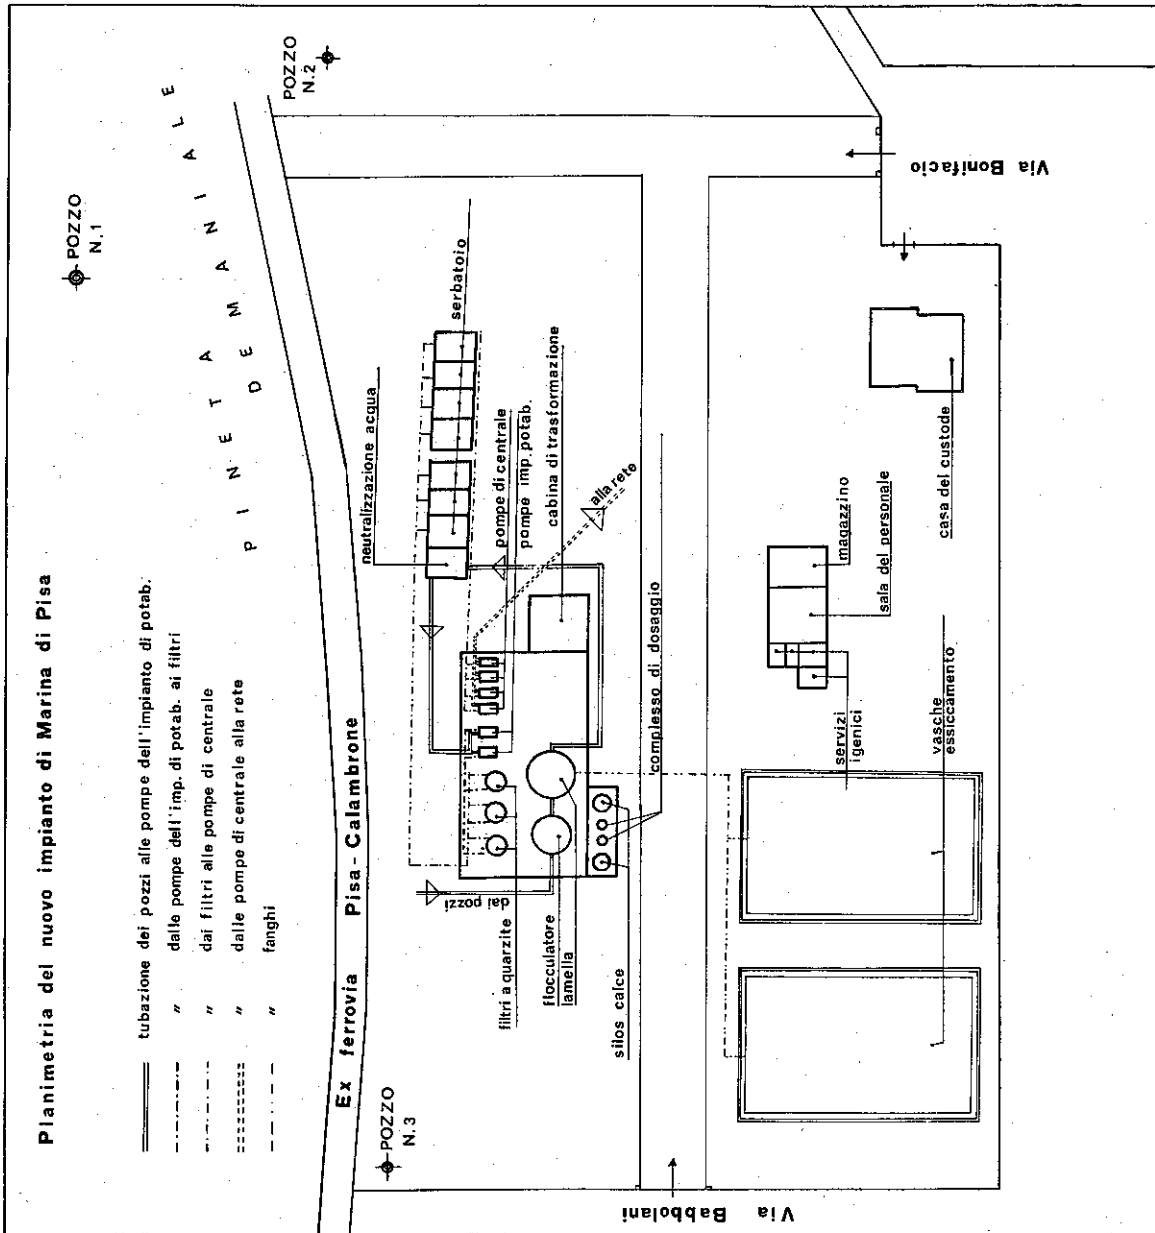 Planimetria del nuovo impianto di Marina di Pisa
tubazione dei pozzi alle pompe dell'impianto di potab.
" dalle pompe dell'imp. di potab. ai filtri
" dai filtri alle pompe di centrale
" dalle pompe di centrale alla rete
" fanghi
POZZO
N.1
POZZO
N.2
PINETA DEMANIALE
Ex ferrovia Pisa-Calambrone
POZZO
N.3
neutralizzazione acqua
serbatoio
pompe di centrale
pompe imp. potab.
cabina di trasformazione
alla rete
dai pozzi
filtri a quarzite
flocculatore
lamella
silos calce
complesso di dosaggio
servizi
igenici
magazzino
sala del personale
vasche
essiccamento
casa del custode
Via Bonifacio
Via Babbolani